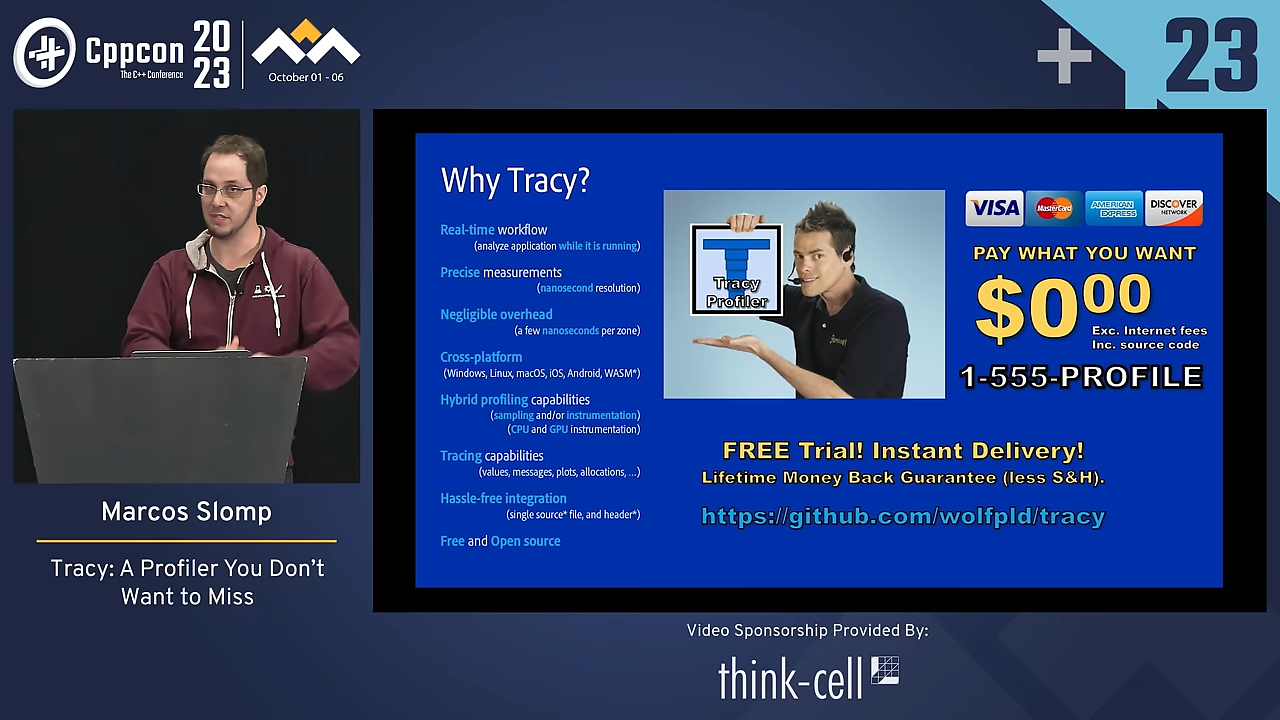 Cppcon
The C++ Conference
20
23
October 01 - 06
23
Why Tracy?
Real-time workflow
(analyze application while it is running)
Precise measurements
(nanosecond resolution)
Negligible overhead
(a few nanoseconds per zone)
Cross-platform
(Windows, Linux, macOS, iOS, Android, WASM*)
Hybrid profiling capabilities
(sampling and/or instrumentation)
(CPU and GPU instrumentation)
Tracing capabilities
(values, messages, plots, allocations, ...)
Hassle-free integration
(single source* file, and header*)
Free and Open source
Tracy
Profiler
VISA
MasterCard
AMERICAN
EXPRESS
DISCOVER
NETWORK
PAY WHAT YOU WANT
$000
Exc. Internet fees
Inc. source code
1-555-PROFILE
FREE Trial! Instant Delivery!
Lifetime Money Back Guarantee (less S&H).
https://github.com/wolfpld/tracy
Marcos Slomp
Tracy: A Profiler You Don’t
Want to Miss
Video Sponsorship Provided By:
think-cell